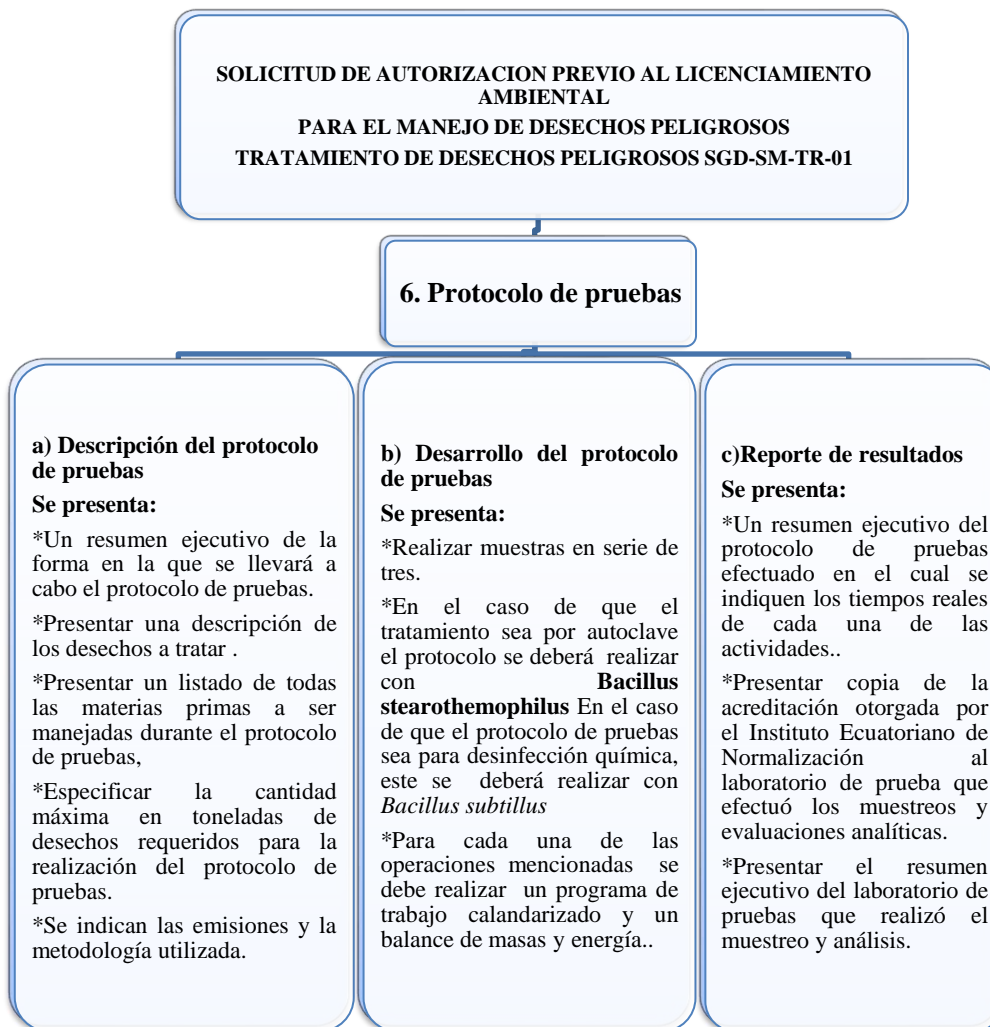 SOLICITUD DE AUTORIZACION PREVIO AL LICENCIAMIENTO
AMBIENTAL
PARA EL MANEJO DE DESECHOS PELIGROSOS
TRATAMIENTO DE DESECHOS PELIGROSOS SGD-SM-TR-01
6. Protocolo de pruebas
a) Descripción del protocolo
de pruebas
Se presenta:
*Un resumen ejecutivo de la
forma en la que se llevará a
cabo el protocolo de pruebas.
*Presentar una descripción de
los desechos a tratar .
*Presentar un listado de todas
las materias primas a ser
manejadas durante el protocolo
de pruebas,
*Especificar la cantidad
máxima en toneladas de
desechos requeridos para la
realización del protocolo de
pruebas.
*Se indican las emisiones y la
metodología utilizada.
b) Desarrollo del protocolo
de pruebas
Se presenta:
*Realizar muestras en serie de
tres.
*En el caso de que el
tratamiento sea por autoclave
el protocolo se deberá realizar
con Bacillus
stearothemophilus En el caso
de que el protocolo de pruebas
sea para desinfección química,
este se deberá realizar con
Bacillus subtillus
*Para cada una de las
operaciones mencionadas se
debe realizar un programa de
trabajo calandarizado y un
balance de masas y energía..
c)Reporte de resultados
Se presenta:
*Un resumen ejecutivo del
protocolo de pruebas
efectuado en el cual se
indiquen los tiempos reales
de cada una de las
actividades..
*Presentar copia de la
acreditación otorgada por
el Instituto Ecuatoriano de
Normalización al
laboratorio de prueba que
efectuó los muestreos y
evaluaciones analíticas.
*Presentar el resumen
ejecutivo del laboratorio de
pruebas que realizó el
muestreo y análisis.